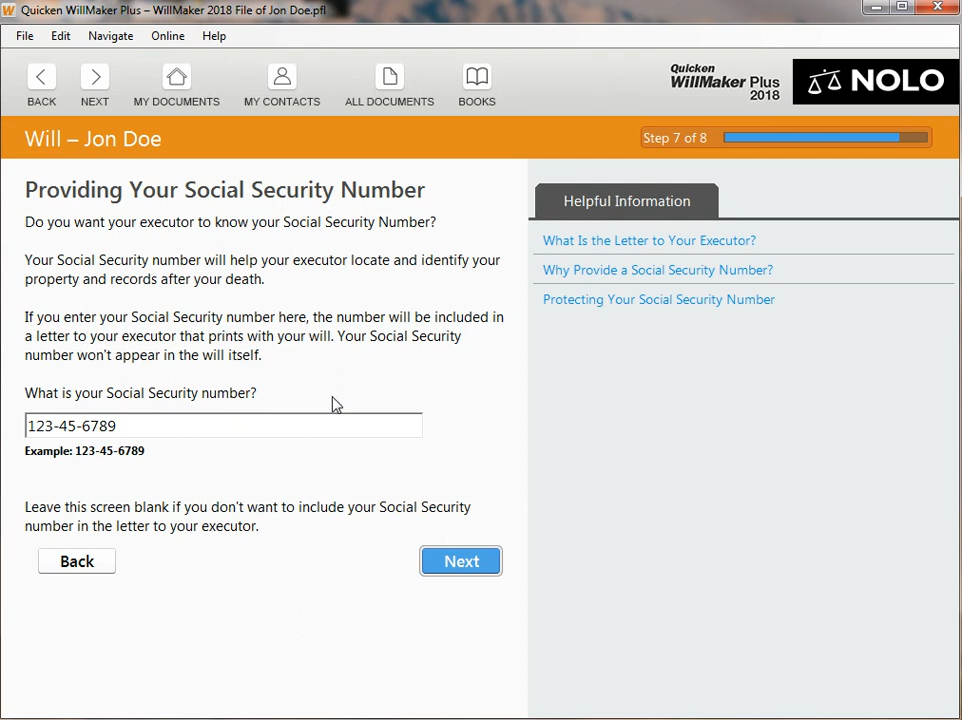 Quicken WillMaker Plus – WillMaker 2018 File of Jon Doe.pfl
File Edit Navigate Online Help
BACK NEXT MY DOCUMENTS MY CONTACTS ALL DOCUMENTS BOOKS
Quicken
WillMaker Plus
2018
NOLO
Will – Jon Doe
Step 7 of 8
Providing Your Social Security Number
Do you want your executor to know your Social Security Number?
Your Social Security number will help your executor locate and identify your
property and records after your death.
If you enter your Social Security number here, the number will be included in
a letter to your executor that prints with your will. Your Social Security
number won't appear in the will itself.
What is your Social Security number?
123-45-6789
Example: 123-45-6789
Leave this screen blank if you don't want to include your Social Security
number in the letter to your executor.
Back
Next
Helpful Information
What Is the Letter to Your Executor?
Why Provide a Social Security Number?
Protecting Your Social Security Number